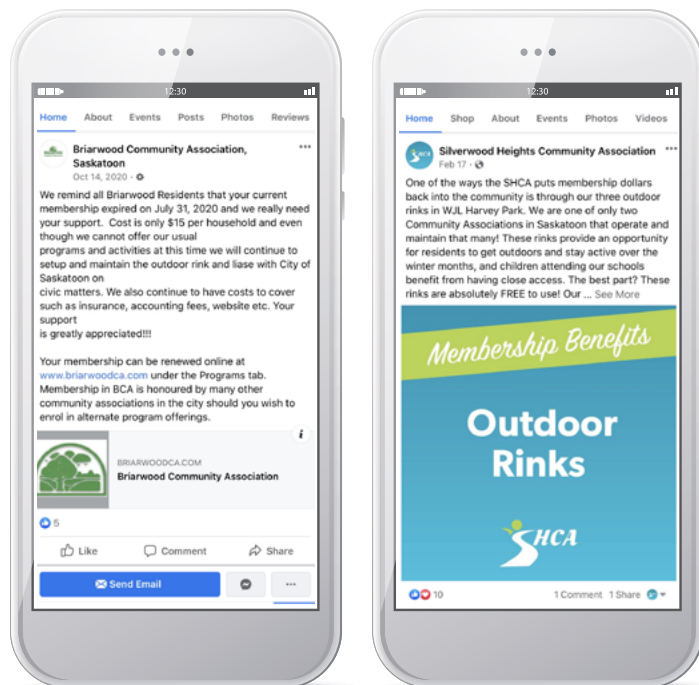 12:30
Home About Events Posts Photos Reviews
Briarwood Community Association,
Saskatoon
Oct 14, 2020
We remind all Briarwood Residents that your current
membership expired on July 31, 2020 and we really need
your support. Cost is only $15 per household and even
though we cannot offer our usual
programs and activities at this time we will continue to
setup and maintain the outdoor rink and liase with City of
Saskatoon on
civic matters. We also continue to have costs to cover
such as insurance, accounting fees, website etc. Your
support
is greatly appreciated!!!
Your membership can be renewed online at
www.briarwoodca.com under the Programs tab.
Membership in BCA is honoured by many other
community associations in the city should you wish to
enrol in alternate program offerings.
i
BRIARWOODCA.COM
Briarwood Community Association
5
Like Comment Share
Send Email
12:30
Home Shop About Events Photos Videos
SHCA
Silverwood Heights Community Association
Feb 17
One of the ways the SHCA puts membership dollars
back into the community is through our three outdoor
rinks in WJL Harvey Park. We are one of only two
Community Associations in Saskatoon that operate and
maintain that many! These rinks provide an opportunity
for residents to get outdoors and stay active over the
winter months, and children attending our schools
benefit from having close access. The best part? These
rinks are absolutely FREE to use! Our ... See More
Membership Benefits
Outdoor
Rinks
SHCA
10 1 Comment 1 Share